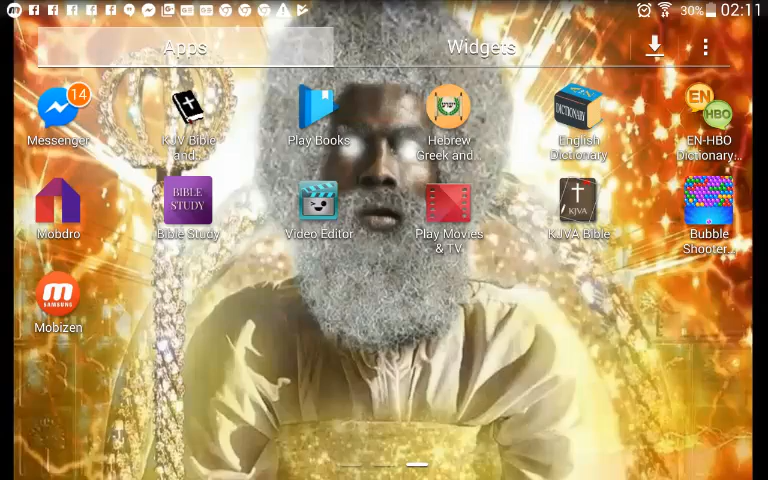 30% 02:11
Apps Widgets
14 EN HBO
Messenger KJV Bible and... Play Books Hebrew Greek and... DICTIONARY English Dictionary EN-HBO Dictionary...
BIBLE STUDY KJVA
Mobdro Bible Study Video Editor Play Movies & TV KJVA Bible Bubble Shooter...
m SAMSUNG
Mobizen